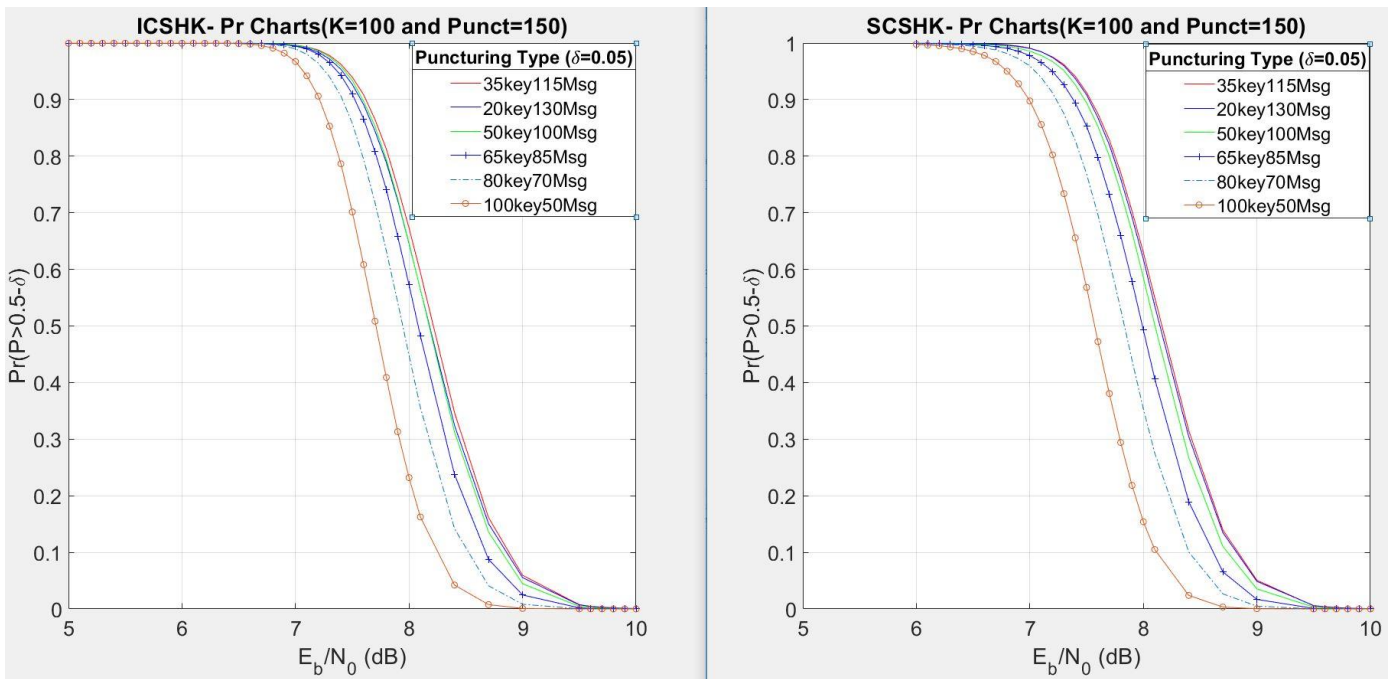 ICSHK- Pr Charts(K=100 and Punct=150)
Pr(P>0.5-δ)
0.9
0.8
0.7
0.6
0.5
0.4
0.3
0.2
0.1
0
Puncturing Type (δ=0.05)
35key115Msg
20key130Msg
50key100Msg
65key85Msg
80key70Msg
100key50Msg
5 6 7 8 9 10
E_b/N_0 (dB)
SCSHK- Pr Charts(K=100 and Punct=150)
Pr(P>0.5-δ)
1
0.9
0.8
0.7
0.6
0.5
0.4
0.3
0.2
0.1
0
Puncturing Type (δ=0.05)
35key115Msg
20key130Msg
50key100Msg
65key85Msg
80key70Msg
100key50Msg
5 6 7 8 9 10
E_b/N_0 (dB)